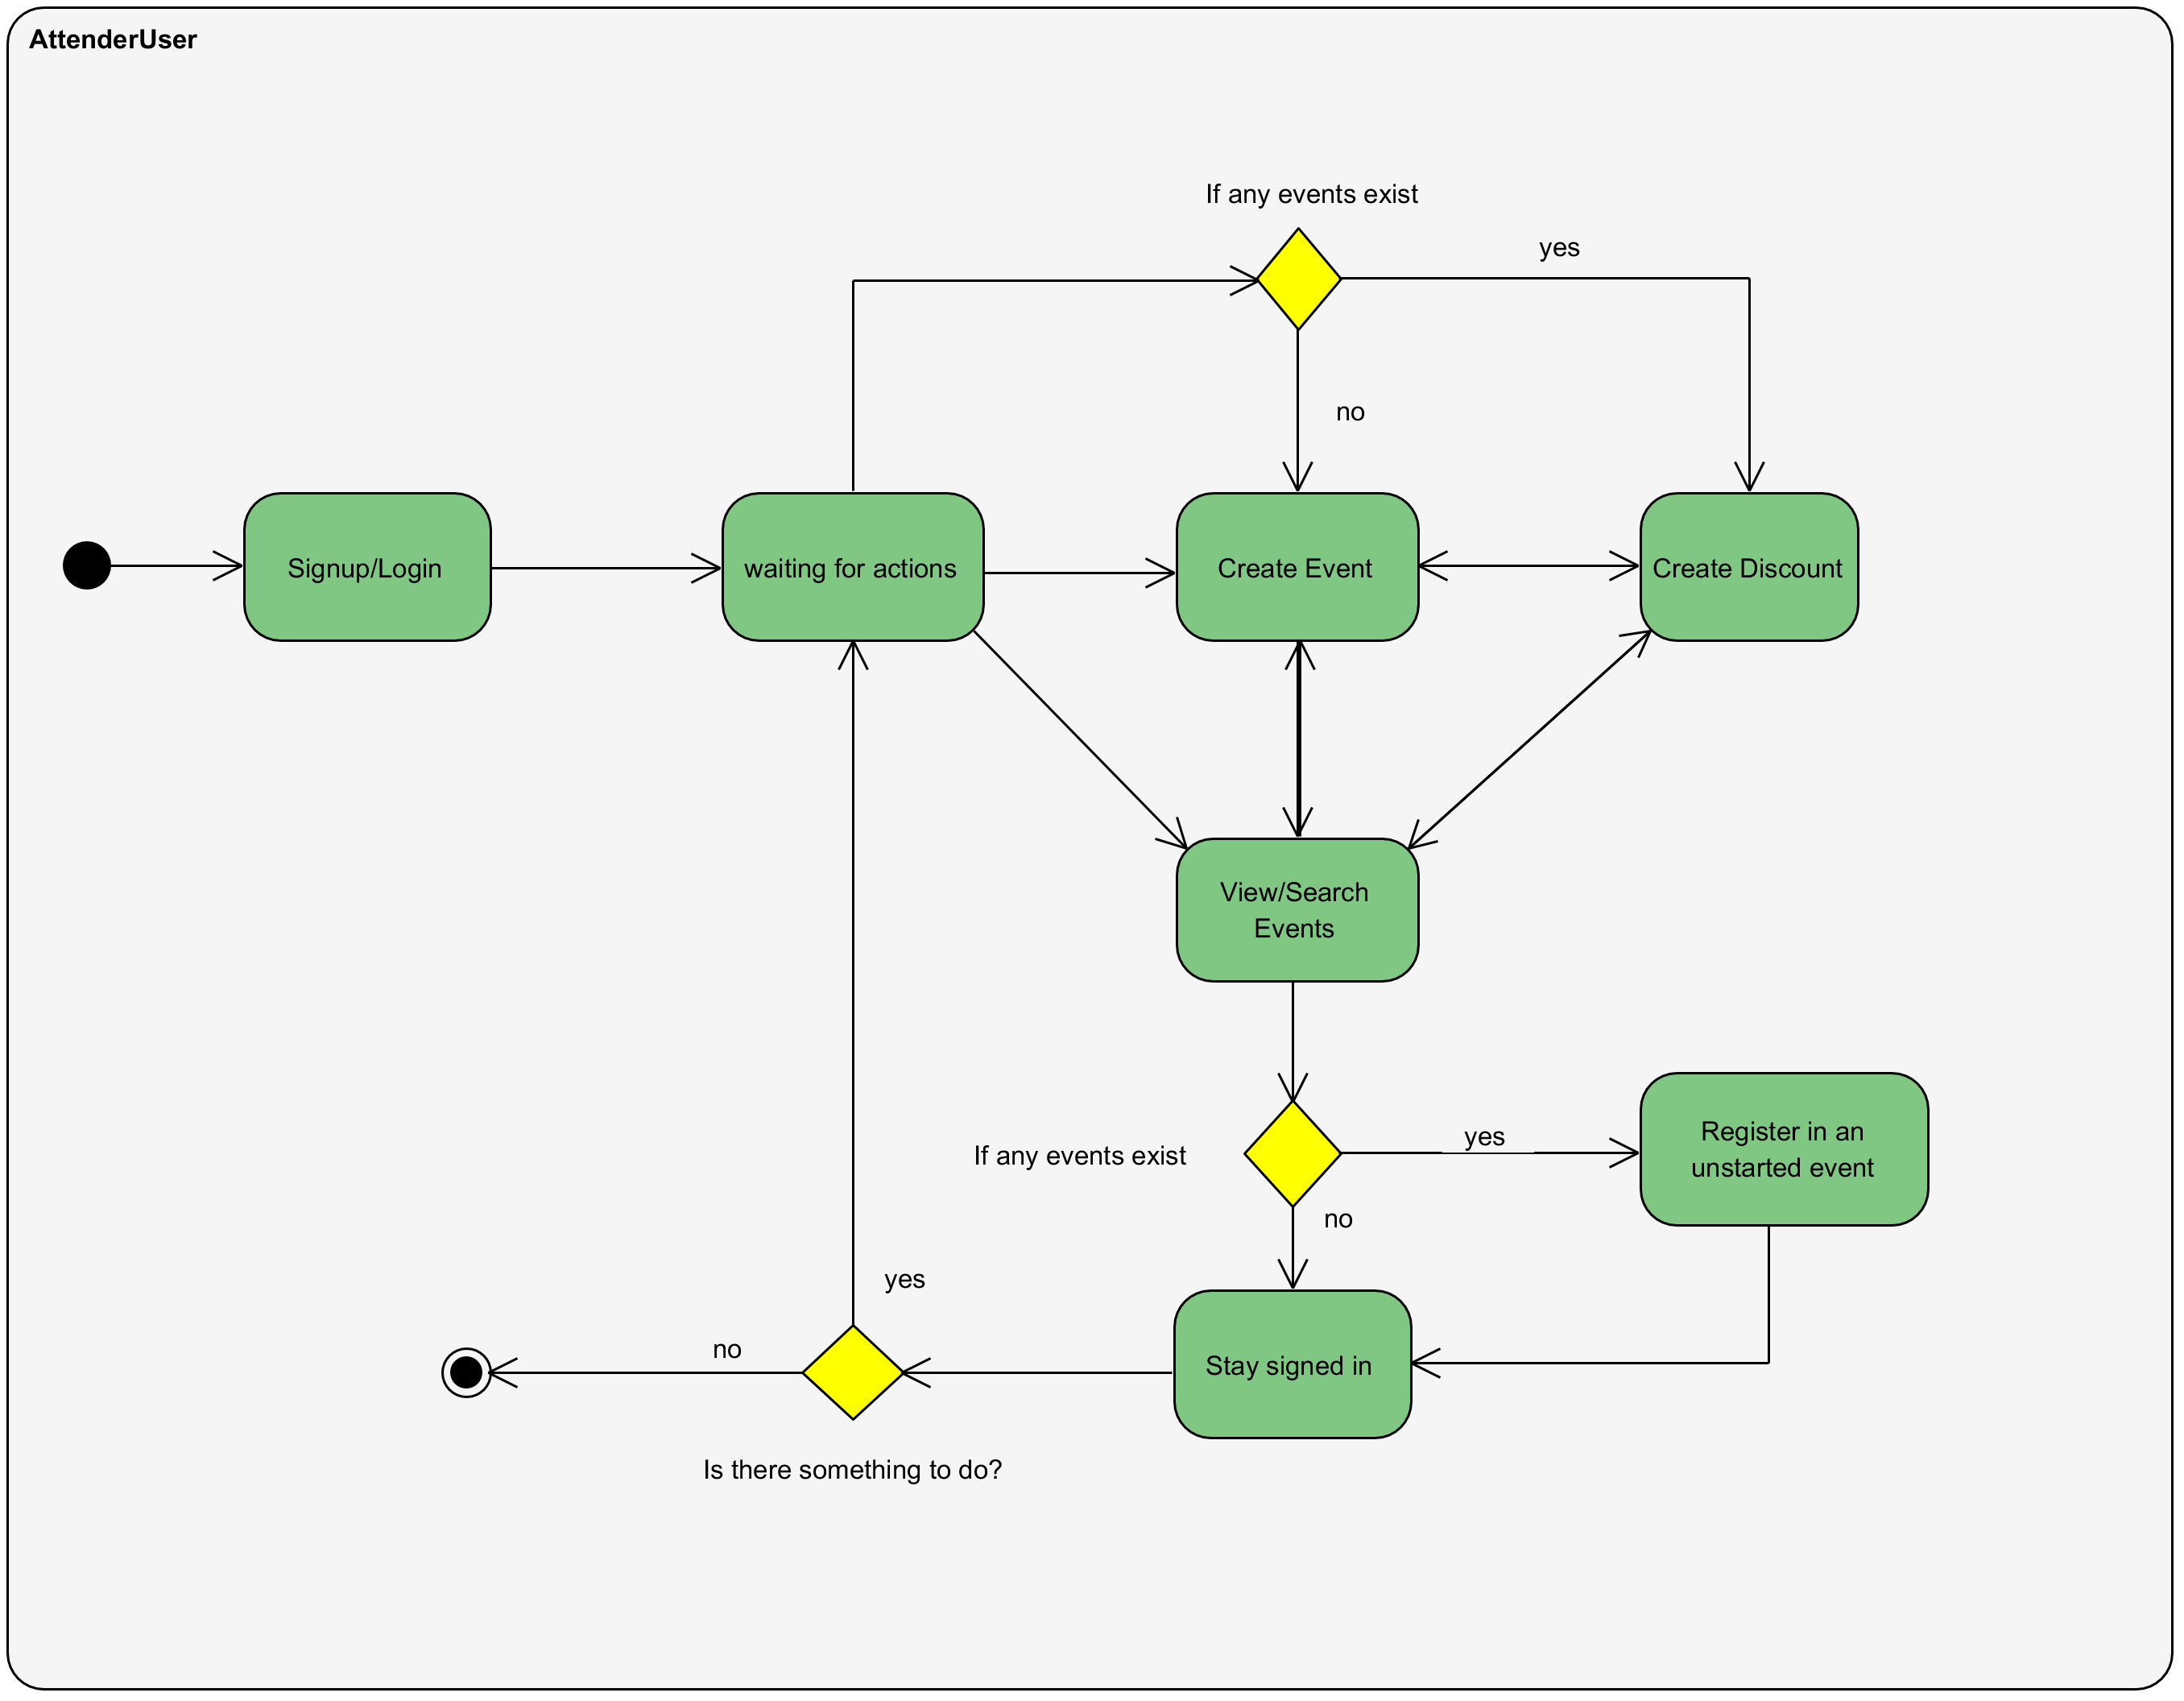 AttenderUser
If any events exist
yes
no
Signup/Login
waiting for actions
Create Event
Create Discount
View/Search
Events
If any events exist
yes
Register in an
unstarted event
no
yes
no
Stay signed in
Is there something to do?